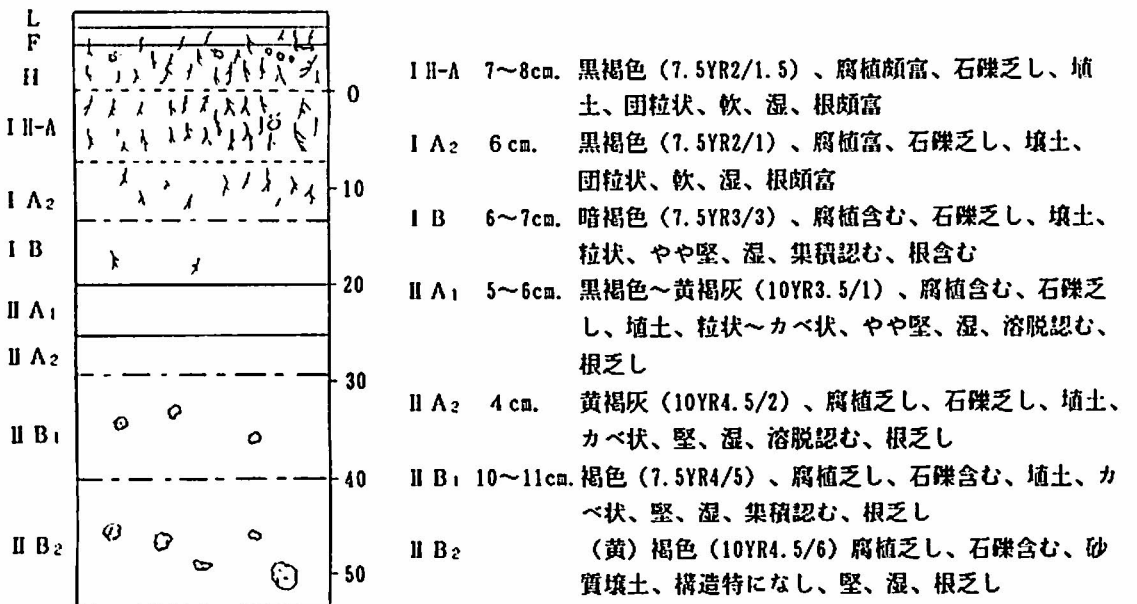 L
F
H
I H-A
I A₂
I B
II A₁
II A₂
II B₁
II B₂
0
10
20
30
40
50
I H-A 7～8cm. 黒褐色（7.5YR2/1.5）、腐植頗富、石礫乏し、埴
土、団粒状、軟、湿、根頗富
I A₂ 6cm. 黒褐色（7.5YR2/1）、腐植富、石礫乏し、壌土、
団粒状、軟、湿、根頗富
I B 6～7cm. 暗褐色（7.5YR3/3）、腐植含む、石礫乏し、壌土、
粒状、やや堅、湿、集積認む、根含む
II A₁ 5～6cm. 黒褐色～黄褐灰（10YR3.5/1）、腐植含む、石礫乏
し、埴土、粒状～カベ状、やや堅、湿、溶脱認む、
根乏し
II A₂ 4cm. 黄褐灰（10YR4.5/2）、腐植乏し、石礫乏し、埴土、
カベ状、堅、湿、溶脱認む、根乏し
II B₁ 10～11cm. 褐色（7.5YR4/5）、腐植乏し、石礫含む、埴土、カ
ベ状、堅、湿、集積認む、根乏し
II B₂ （黄）褐色（10YR4.5/6）腐植乏し、石礫含む、砂
質壌土、構造特になし、堅、湿、根乏し